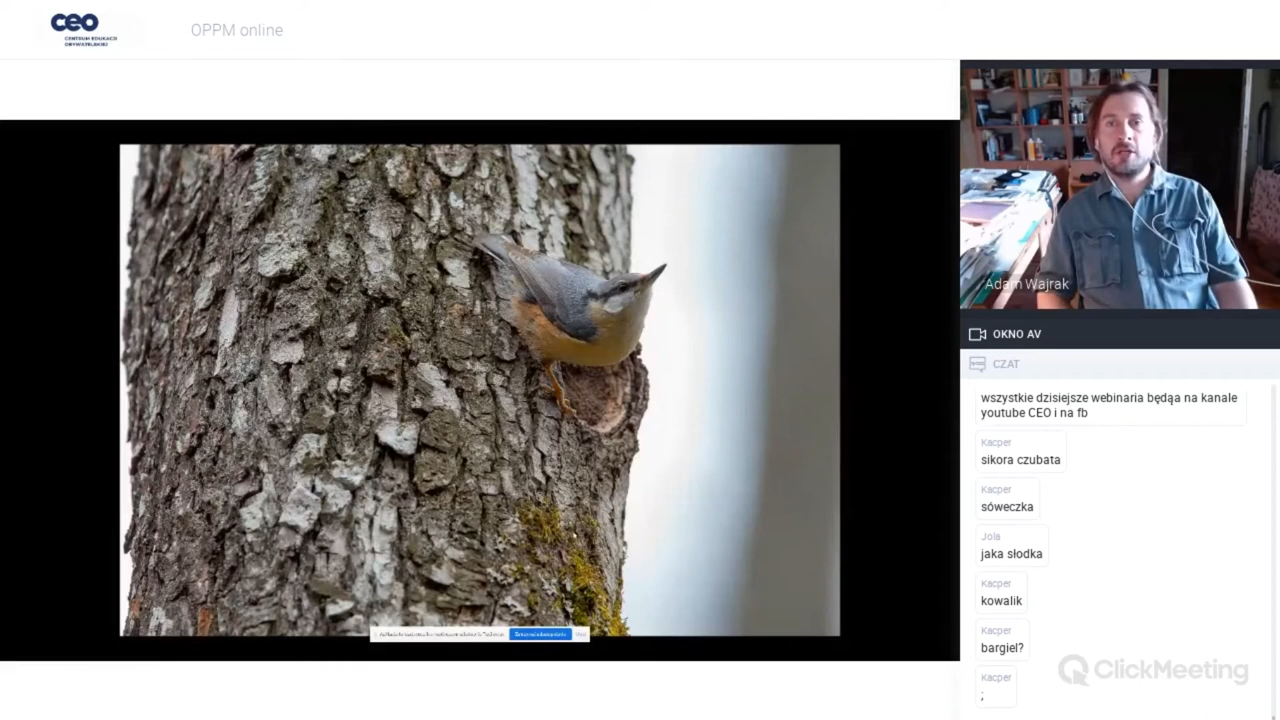 ceo
CENTRUM EDUKACJI
OBYWATELSKIEJ
OPPM online
Adam Wajrak
OKNO AV
CZAT
wszystkie dzisiejsze webinaria będąa na kanale
youtube CEO i na fb
Kacper
sikora czubata
Kacper
sóweczka
Jola
jaka słodka
Kacper
kowalik
Kacper
bargiel?
Kacper
;
ClickMeeting